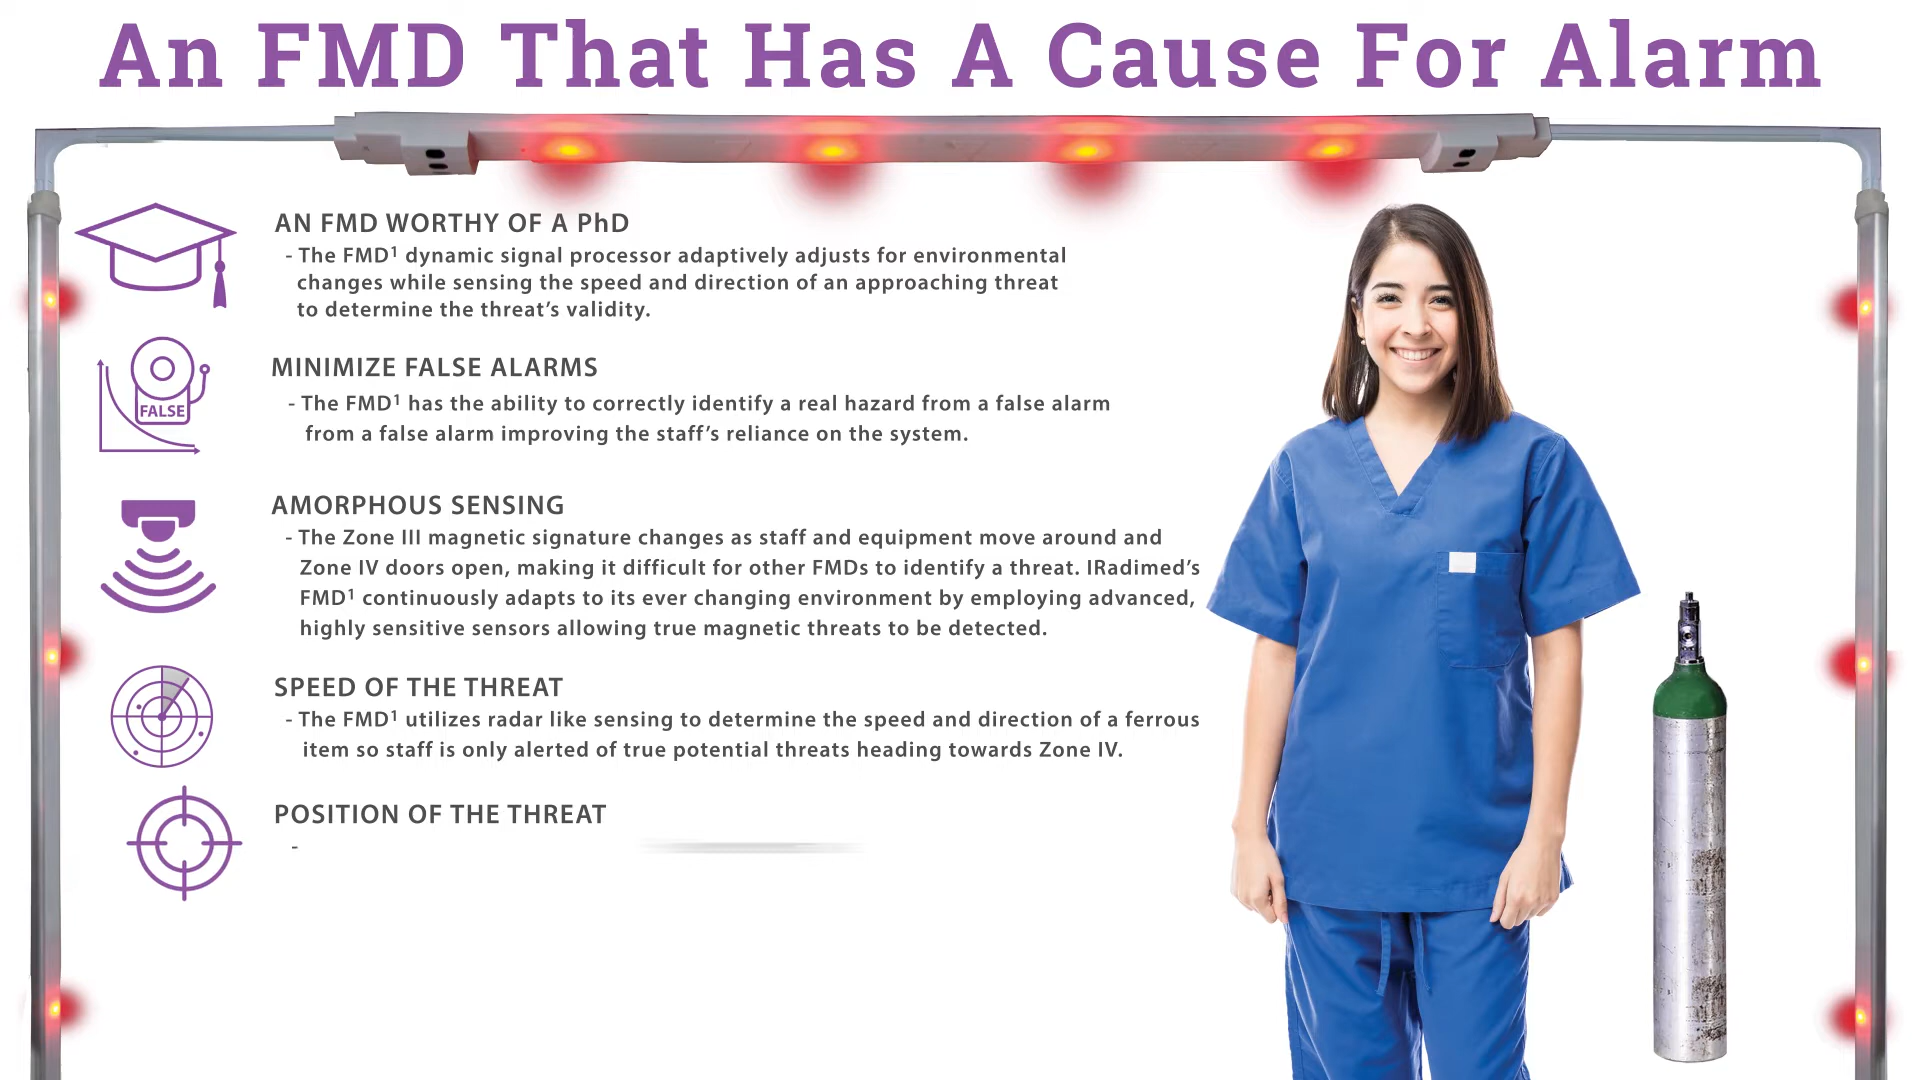 An FMD That Has A Cause For Alarm
AN FMD WORTHY OF A PhD
- The FMD¹ dynamic signal processor adaptively adjusts for environmental
changes while sensing the speed and direction of an approaching threat
to determine the threat’s validity.
MINIMIZE FALSE ALARMS
FALSE
- The FMD¹ has the ability to correctly identify a real hazard from a false alarm
from a false alarm improving the staff’s reliance on the system.
AMORPHOUS SENSING
- The Zone III magnetic signature changes as staff and equipment move around and
Zone IV doors open, making it difficult for other FMDs to identify a threat. IRadimed’s
FMD¹ continuously adapts to its ever changing environment by employing advanced,
highly sensitive sensors allowing true magnetic threats to be detected.
SPEED OF THE THREAT
- The FMD¹ utilizes radar like sensing to determine the speed and direction of a ferrous
item so staff is only alerted of true potential threats heading towards Zone IV.
POSITION OF THE THREAT
-